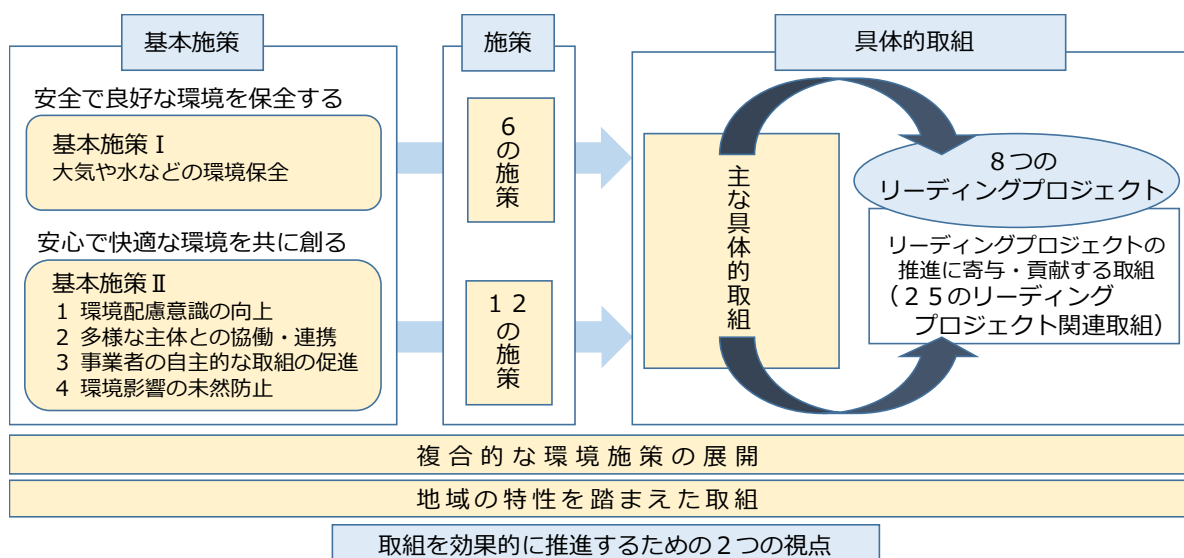 基本施策
施策
具体的取組
安全で良好な環境を保全する
基本施策Ⅰ
大気や水などの環境保全
安心で快適な環境を共に創る
基本施策Ⅱ
1 環境配慮意識の向上
2 多様な主体との協働・連携
3 事業者の自主的な取組の促進
4 環境影響の未然防止
６の施策
１２の施策
主な具体的取組
８つの
リーディングプロジェクト
リーディングプロジェクトの
推進に寄与・貢献する取組
（２５のリーディング
プロジェクト関連取組）
複合的な環境施策の展開
地域の特性を踏まえた取組
取組を効果的に推進するための２つの視点